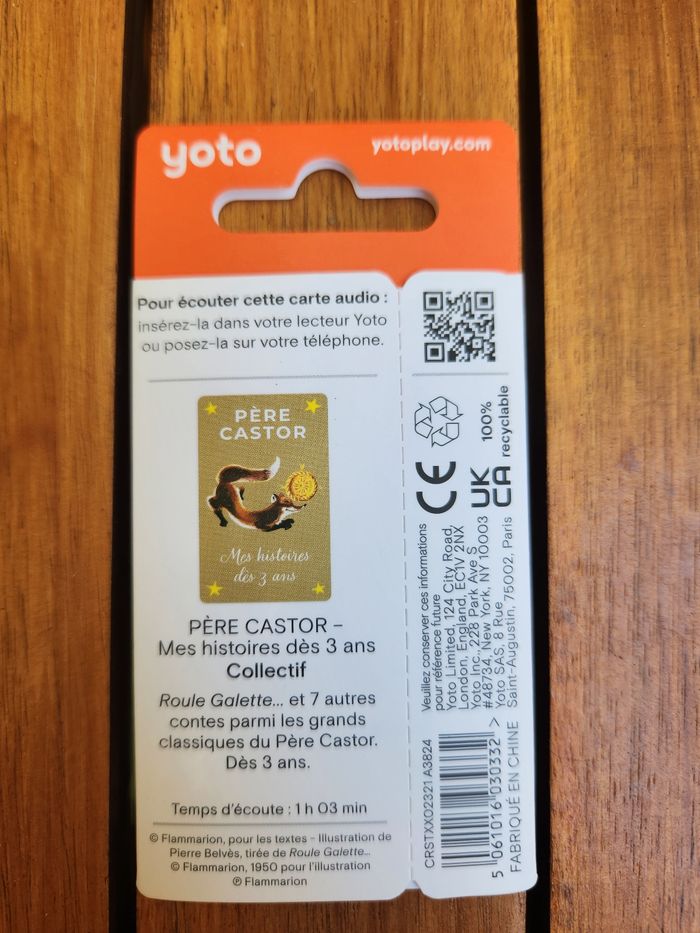 yoto
yotoplay.com
Pour écouter cette carte audio :
insérez-la dans votre lecteur Yoto
ou posez-la sur votre téléphone.
PÈRE
CASTOR
Mes histoires
dès 3 ans
PÈRE CASTOR –
Mes histoires dès 3 ans
Collectif
Roule Galette... et 7 autres
contes parmi les grands
classiques du Père Castor.
Dès 3 ans.
Temps d'écoute : 1 h 03 min
© Flammarion, pour les textes - Illustration de
Pierre Belvès, tirée de Roule Galette...
© Flammarion, 1950 pour l'illustration
℗ Flammarion
100%
recyclable
CE
UK
CA
Veuillez conserver ces informations
pour référence future
Yoto Limited, 124 City Road,
London, England, EC1V 2NX
Yoto Inc., 228 Park Ave S
#48734, New York, NY 10003
Yoto SAS, 8 Rue
Saint-Augustin, 75002, Paris
CRSTXX02321 A3824
5 061016 030332 >
FABRIQUÉ EN CHINE